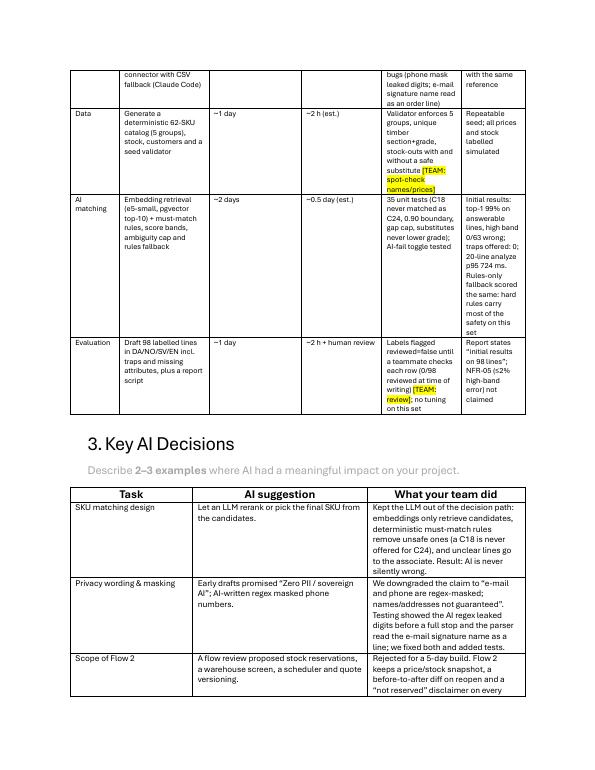 connector with CSV
fallback (Claude Code)
bugs (phone mask
leaked digits; e-mail
signature name read
as an order line)
with the same
reference
Data
Generate a
deterministic 62-SKU
catalog (5 groups),
stock, customers and a
seed validator
~1 day
~2 h (est.)
Validator enforces 5
groups, unique
timber
section+grade,
stock-outs with and
without a safe
substitute [TEAM:
spot-check
names/prices]
Repeatable
seed; all prices
and stock
labelled
simulated
AI
matching
Embedding retrieval
(e5-small, pgvector
top-10) + must-match
rules, score bands,
ambiguity cap and
rules fallback
~2 days
~0.5 day (est.)
35 unit tests (C18
never matched as
C24, 0.90 boundary,
gap cap, substitutes
never lower grade);
AI-fail toggle tested
Initial results:
top-1 99% on
answerable
lines, high band
0/63 wrong;
traps offered: 0;
20-line analyze
p95 724 ms.
Rules-only
fallback scored
the same: hard
rules carry
most of the
safety on this
set
Evaluation
Draft 98 labelled lines
in DA/NO/SV/EN incl.
traps and missing
attributes, plus a report
script
~1 day
~2 h + human review
Labels flagged
reviewed=false until
a teammate checks
each row (0/98
reviewed at time of
writing) [TEAM:
review]; no tuning
on this set
Report states
“initial results
on 98 lines”;
NFR-05 (≤2%
high-band
error) not
claimed
3. Key AI Decisions
Describe 2–3 examples where AI had a meaningful impact on your project.
Task
AI suggestion
What your team did
SKU matching design
Let an LLM rerank or pick the final SKU from
the candidates.
Kept the LLM out of the decision path:
embeddings only retrieve candidates,
deterministic must-match rules
remove unsafe ones (a C18 is never
offered for C24), and unclear lines go
to the associate. Result: AI is never
silently wrong.
Privacy wording & masking
Early drafts promised “Zero PII / sovereign
AI”; AI-written regex masked phone
numbers.
We downgraded the claim to “e-mail
and phone are regex-masked;
names/addresses not guaranteed”.
Testing showed the AI regex leaked
digits before a full stop and the parser
read the e-mail signature name as a
line; we fixed both and added tests.
Scope of Flow 2
A flow review proposed stock reservations,
a warehouse screen, a scheduler and quote
versioning.
Rejected for a 5-day build. Flow 2
keeps a price/stock snapshot, a
before-to-after diff on reopen and a
“not reserved” disclaimer on every